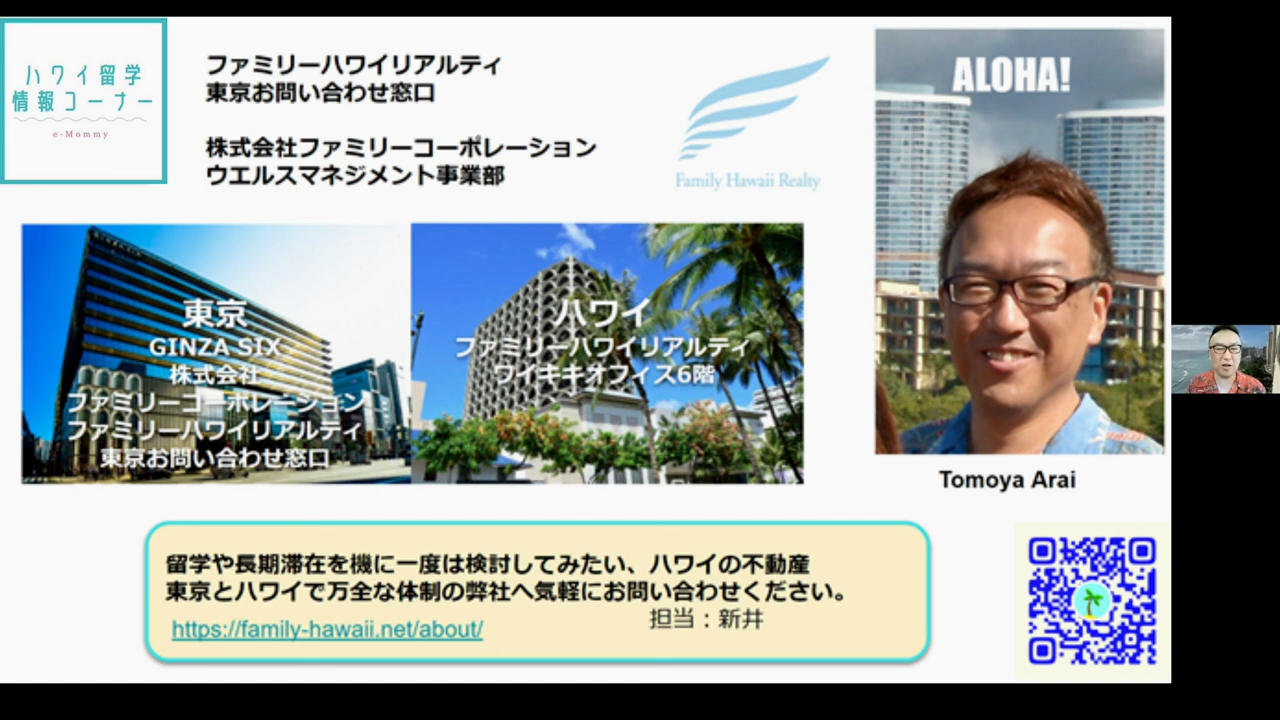 ハワイ留学
情報コーナー
e-Mommy
ファミリーハワイリアルティ
東京お問い合わせ窓口
株式会社ファミリーコーポレーション
ウエルスマネジメント事業部
Family Hawaii Realty
ALOHA!
東京
GINZA SIX
株式会社
ファミリーコーポレーション
ファミリーハワイリアルティ
東京お問い合わせ窓口
ハワイ
ファミリーハワイリアルティ
ワイキキオフィス6階
Tomoya Arai
留学や長期滞在を機に一度は検討してみたい、ハワイの不動産
東京とハワイで万全な体制の弊社へ気軽にお問い合わせください。
担当：新井
https://family-hawaii.net/about/